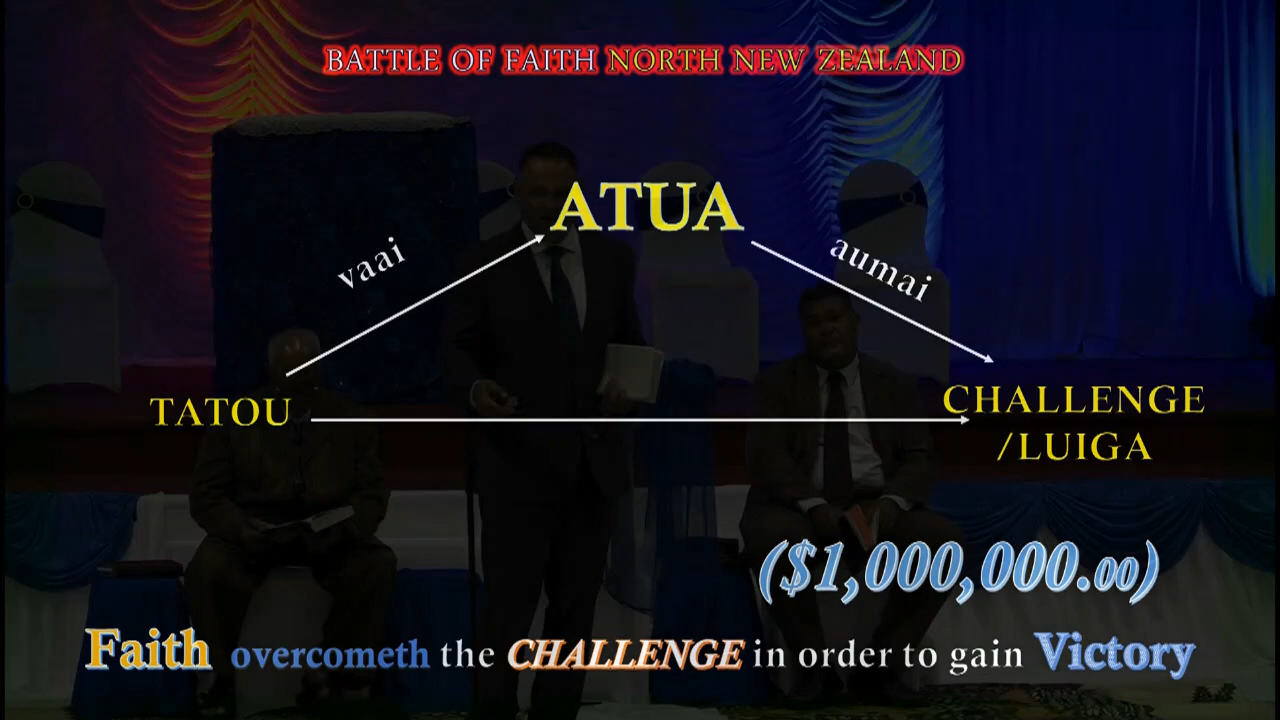 BATTLE OF FAITH NORTH NEW ZEALAND
ATUA
vaai
aumai
TATOU
CHALLENGE
/LUIGA
($1,000,000.00)
Faith overcometh the CHALLENGE in order to gain Victory